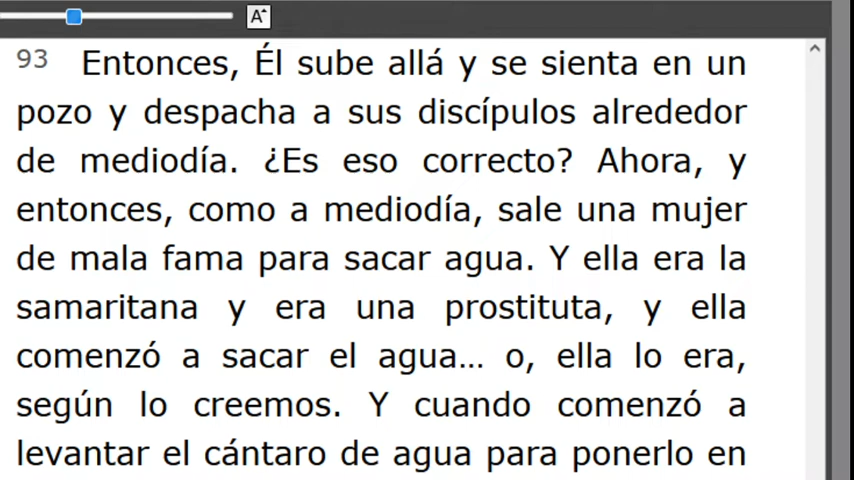 A
93 Entonces, Él sube allá y se sienta en un
pozo y despacha a sus discípulos alrededor
de mediodía. ¿Es eso correcto? Ahora, y
entonces, como a mediodía, sale una mujer
de mala fama para sacar agua. Y ella era la
samaritana y era una prostituta, y ella
comenzó a sacar el agua... o, ella lo era,
según lo creemos. Y cuando comenzó a
levantar el cántaro de agua para ponerlo en